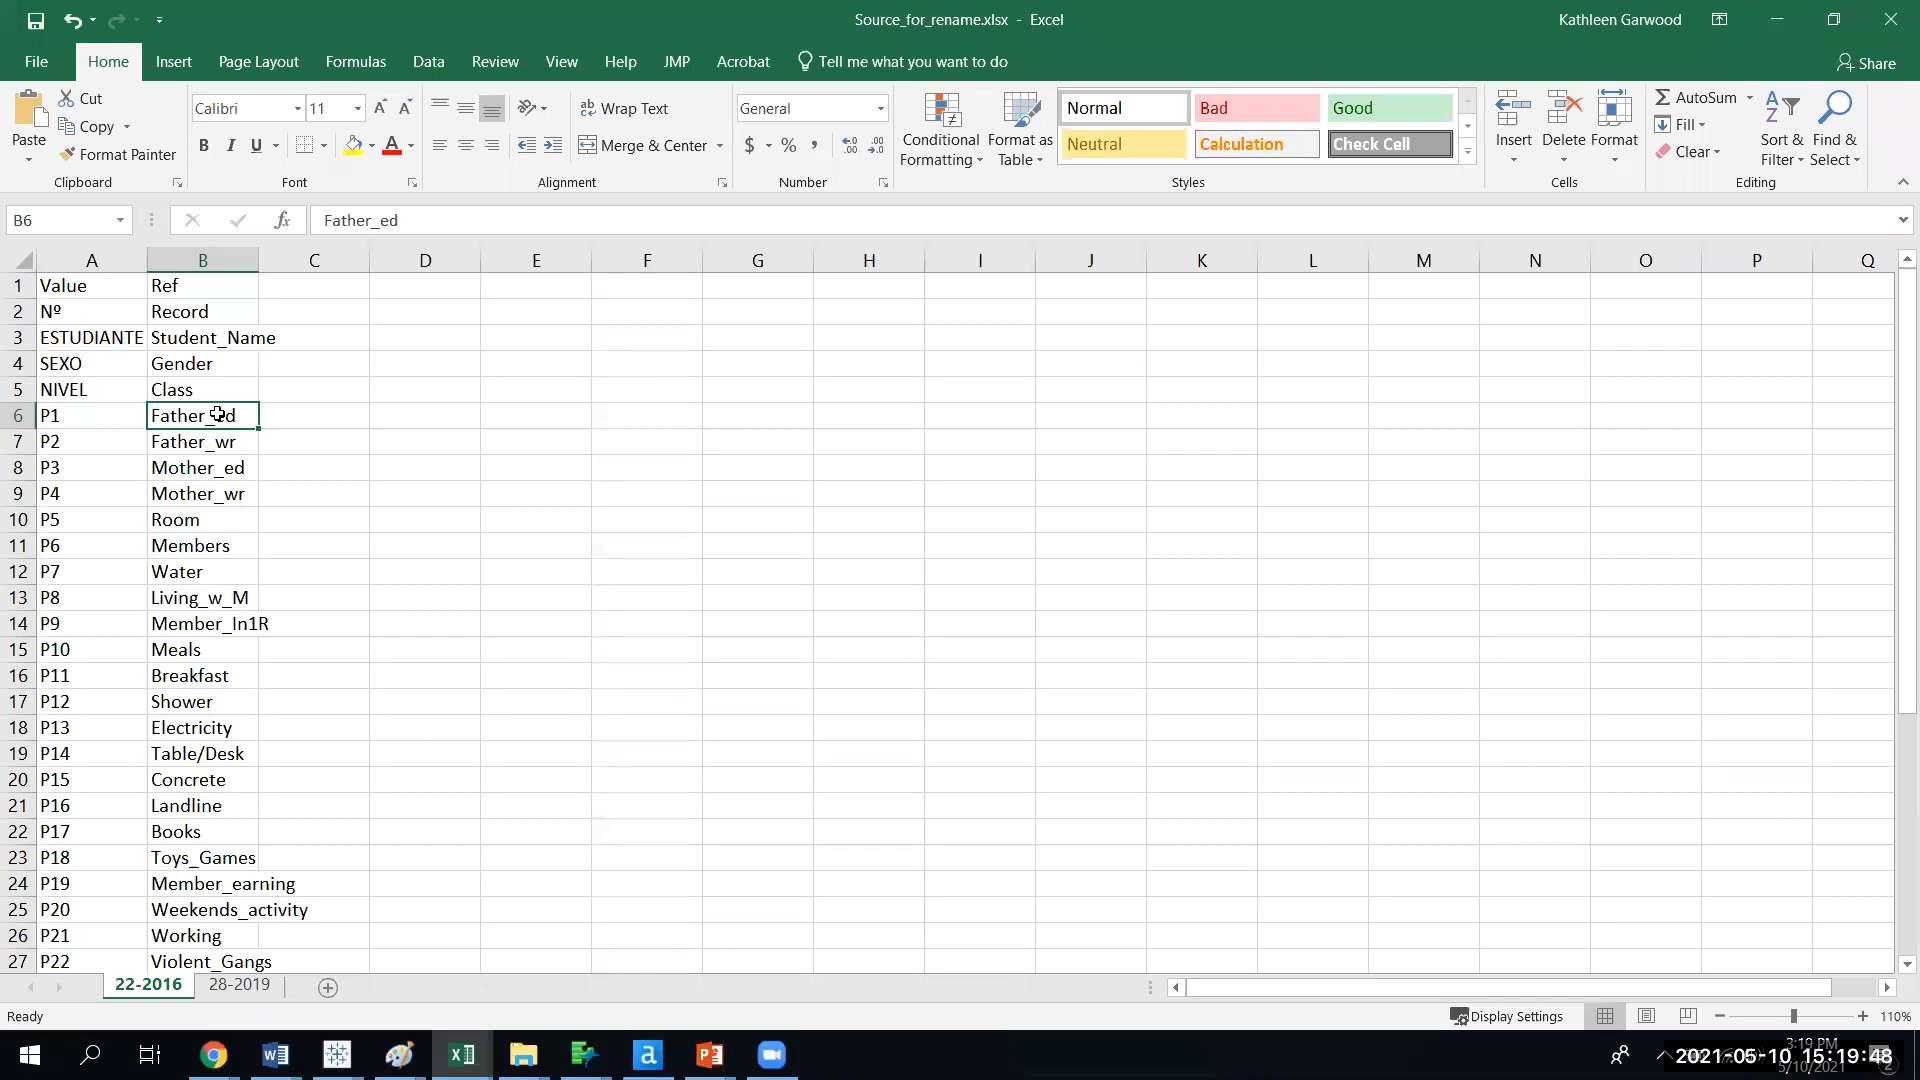 Source_for_rename.xlsx - Excel
Kathleen Garwood
File Home Insert Page Layout Formulas Data Review View Help JMP Acrobat Tell me what you want to do
Share
Paste
Cut
Copy
Format Painter
Clipboard
Calibri 11
B I U
Font
Wrap Text
Merge & Center
Alignment
General
$ % ,
Number
Conditional Formatting
Format as Table
Normal Bad Good
Neutral Calculation Check Cell
Styles
Insert Delete Format
Cells
AutoSum
Fill
Clear
Sort & Filter
Find & Select
Editing
B6 fx Father_ed
A B C D E F G H I J K L M N O P Q
1 Value Ref
2 Nº Record
3 ESTUDIANTE Student_Name
4 SEXO Gender
5 NIVEL Class
6 P1 Father_ed
7 P2 Father_wr
8 P3 Mother_ed
9 P4 Mother_wr
10 P5 Room
11 P6 Members
12 P7 Water
13 P8 Living_w_M
14 P9 Member_In1R
15 P10 Meals
16 P11 Breakfast
17 P12 Shower
18 P13 Electricity
19 P14 Table/Desk
20 P15 Concrete
21 P16 Landline
22 P17 Books
23 P18 Toys_Games
24 P19 Member_earning
25 P20 Weekends_activity
26 P21 Working
27 P22 Violent_Gangs
22-2016 28-2019
Ready
Display Settings
110%
3:19 PM
2021-05-10 15:19:48
5/10/2021